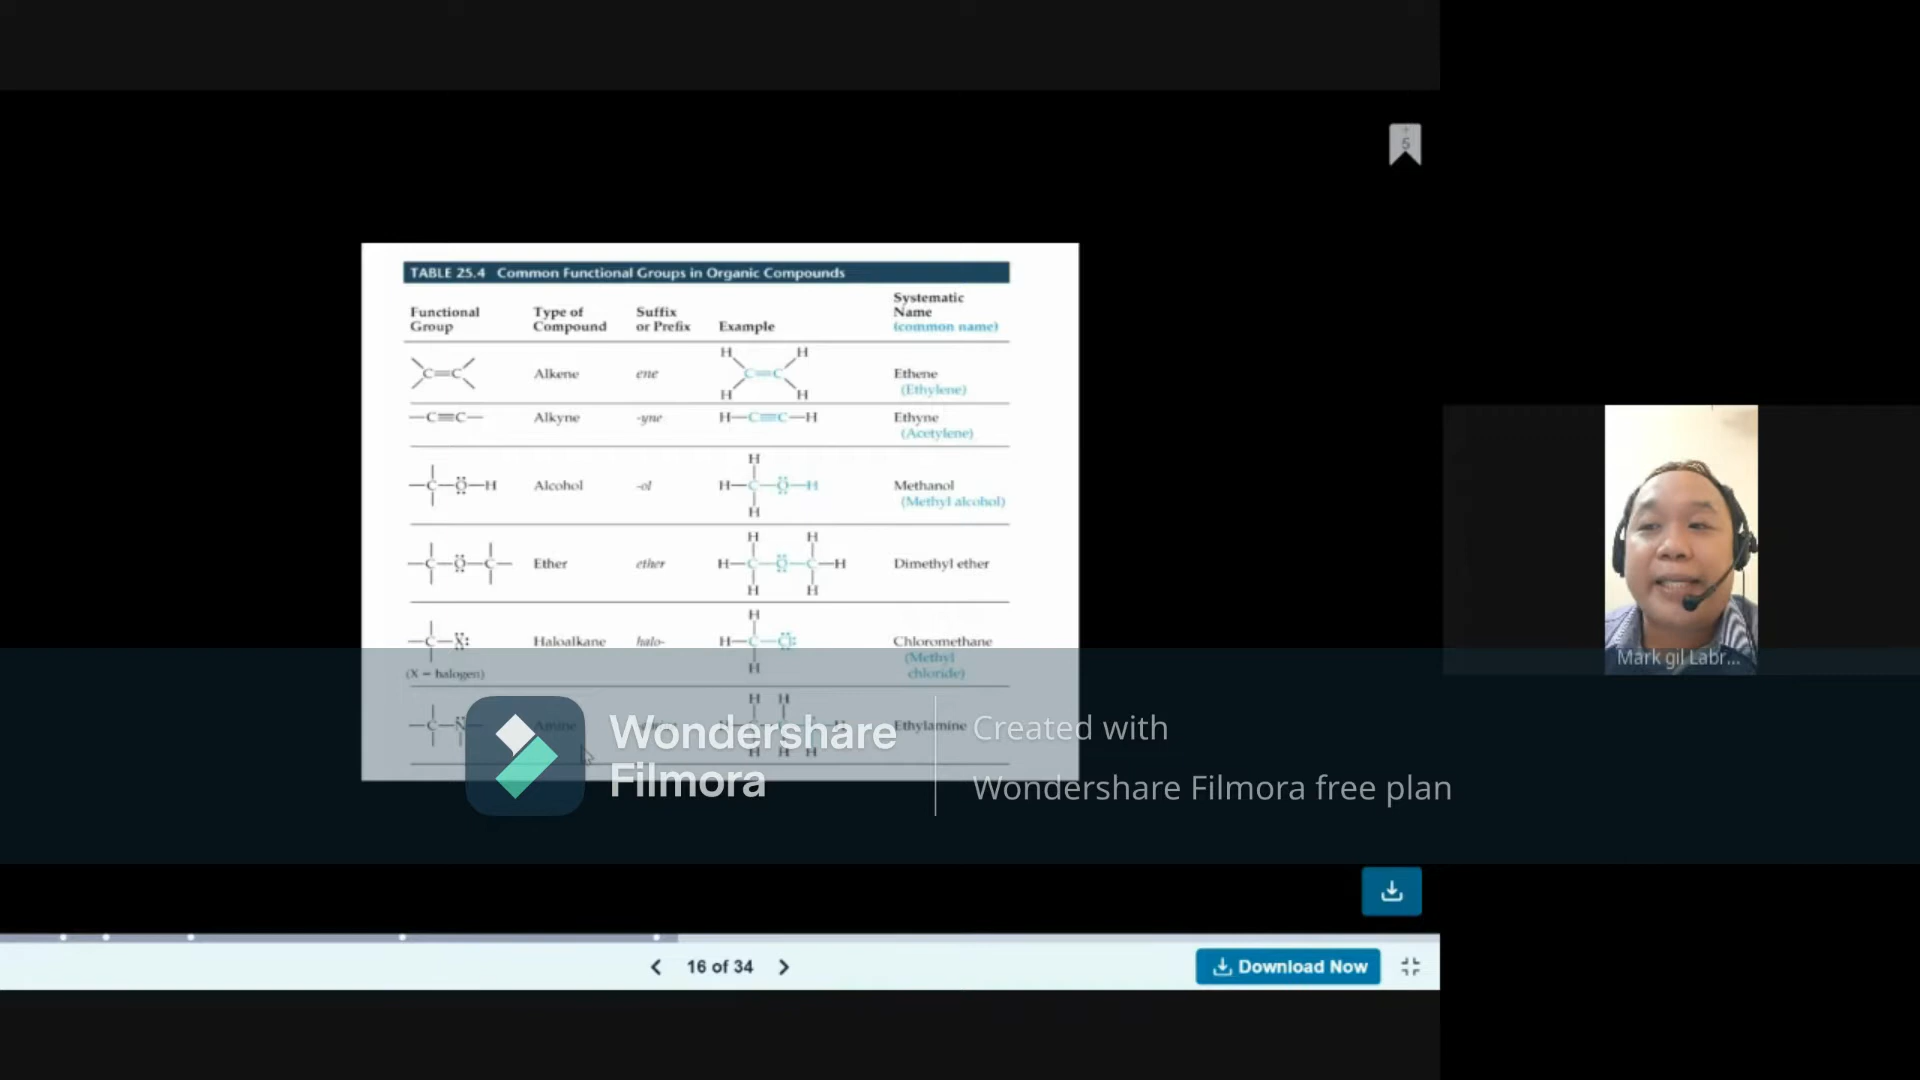 5
TABLE 25.4 Common Functional Groups in Organic Compounds
Functional Group
Type of Compound
Suffix or Prefix
Example
Systematic Name (common name)
C=C
Alkene
ene
H H
C=C
H H
Ethene
(Ethylene)
—C≡C—
Alkyne
-yne
H—C≡C—H
Ethyne
(Acetylene)
—C—Ö—H
Alcohol
-ol
H
H—C—Ö—H
H
Methanol
(Methyl alcohol)
—C—Ö—C—
Ether
ether
H H
H—C—Ö—C—H
H H
Dimethyl ether
—C—X:
(X = halogen)
Haloalkane
halo-
H
H—C—Cl:
H
Chloromethane
(Methyl
chloride)
—C—N—
Amine
H H
H H H
Ethylamine
Wondershare
Filmora
Created with
Wondershare Filmora free plan
Mark gil Labr...
16 of 34
Download Now